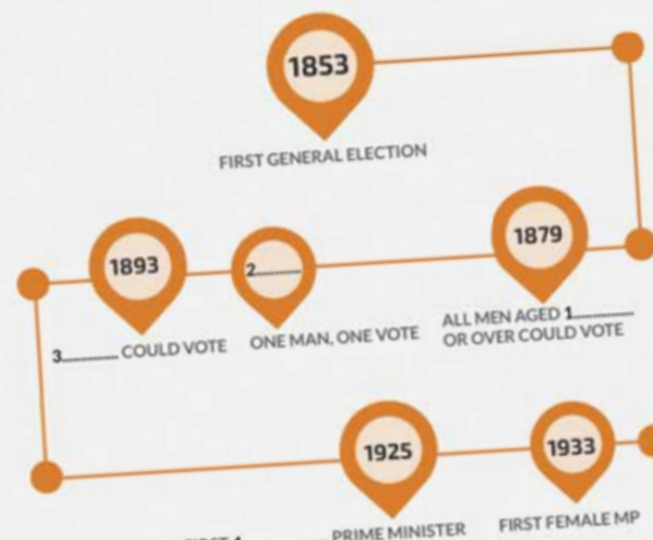 1853
FIRST GENERAL ELECTION
1893
2............
1879
3............ COULD VOTE
ONE MAN, ONE VOTE
ALL MEN AGED 1............
OR OVER COULD VOTE
1925
1933
PRIME MINISTER
FIRST FEMALE MP